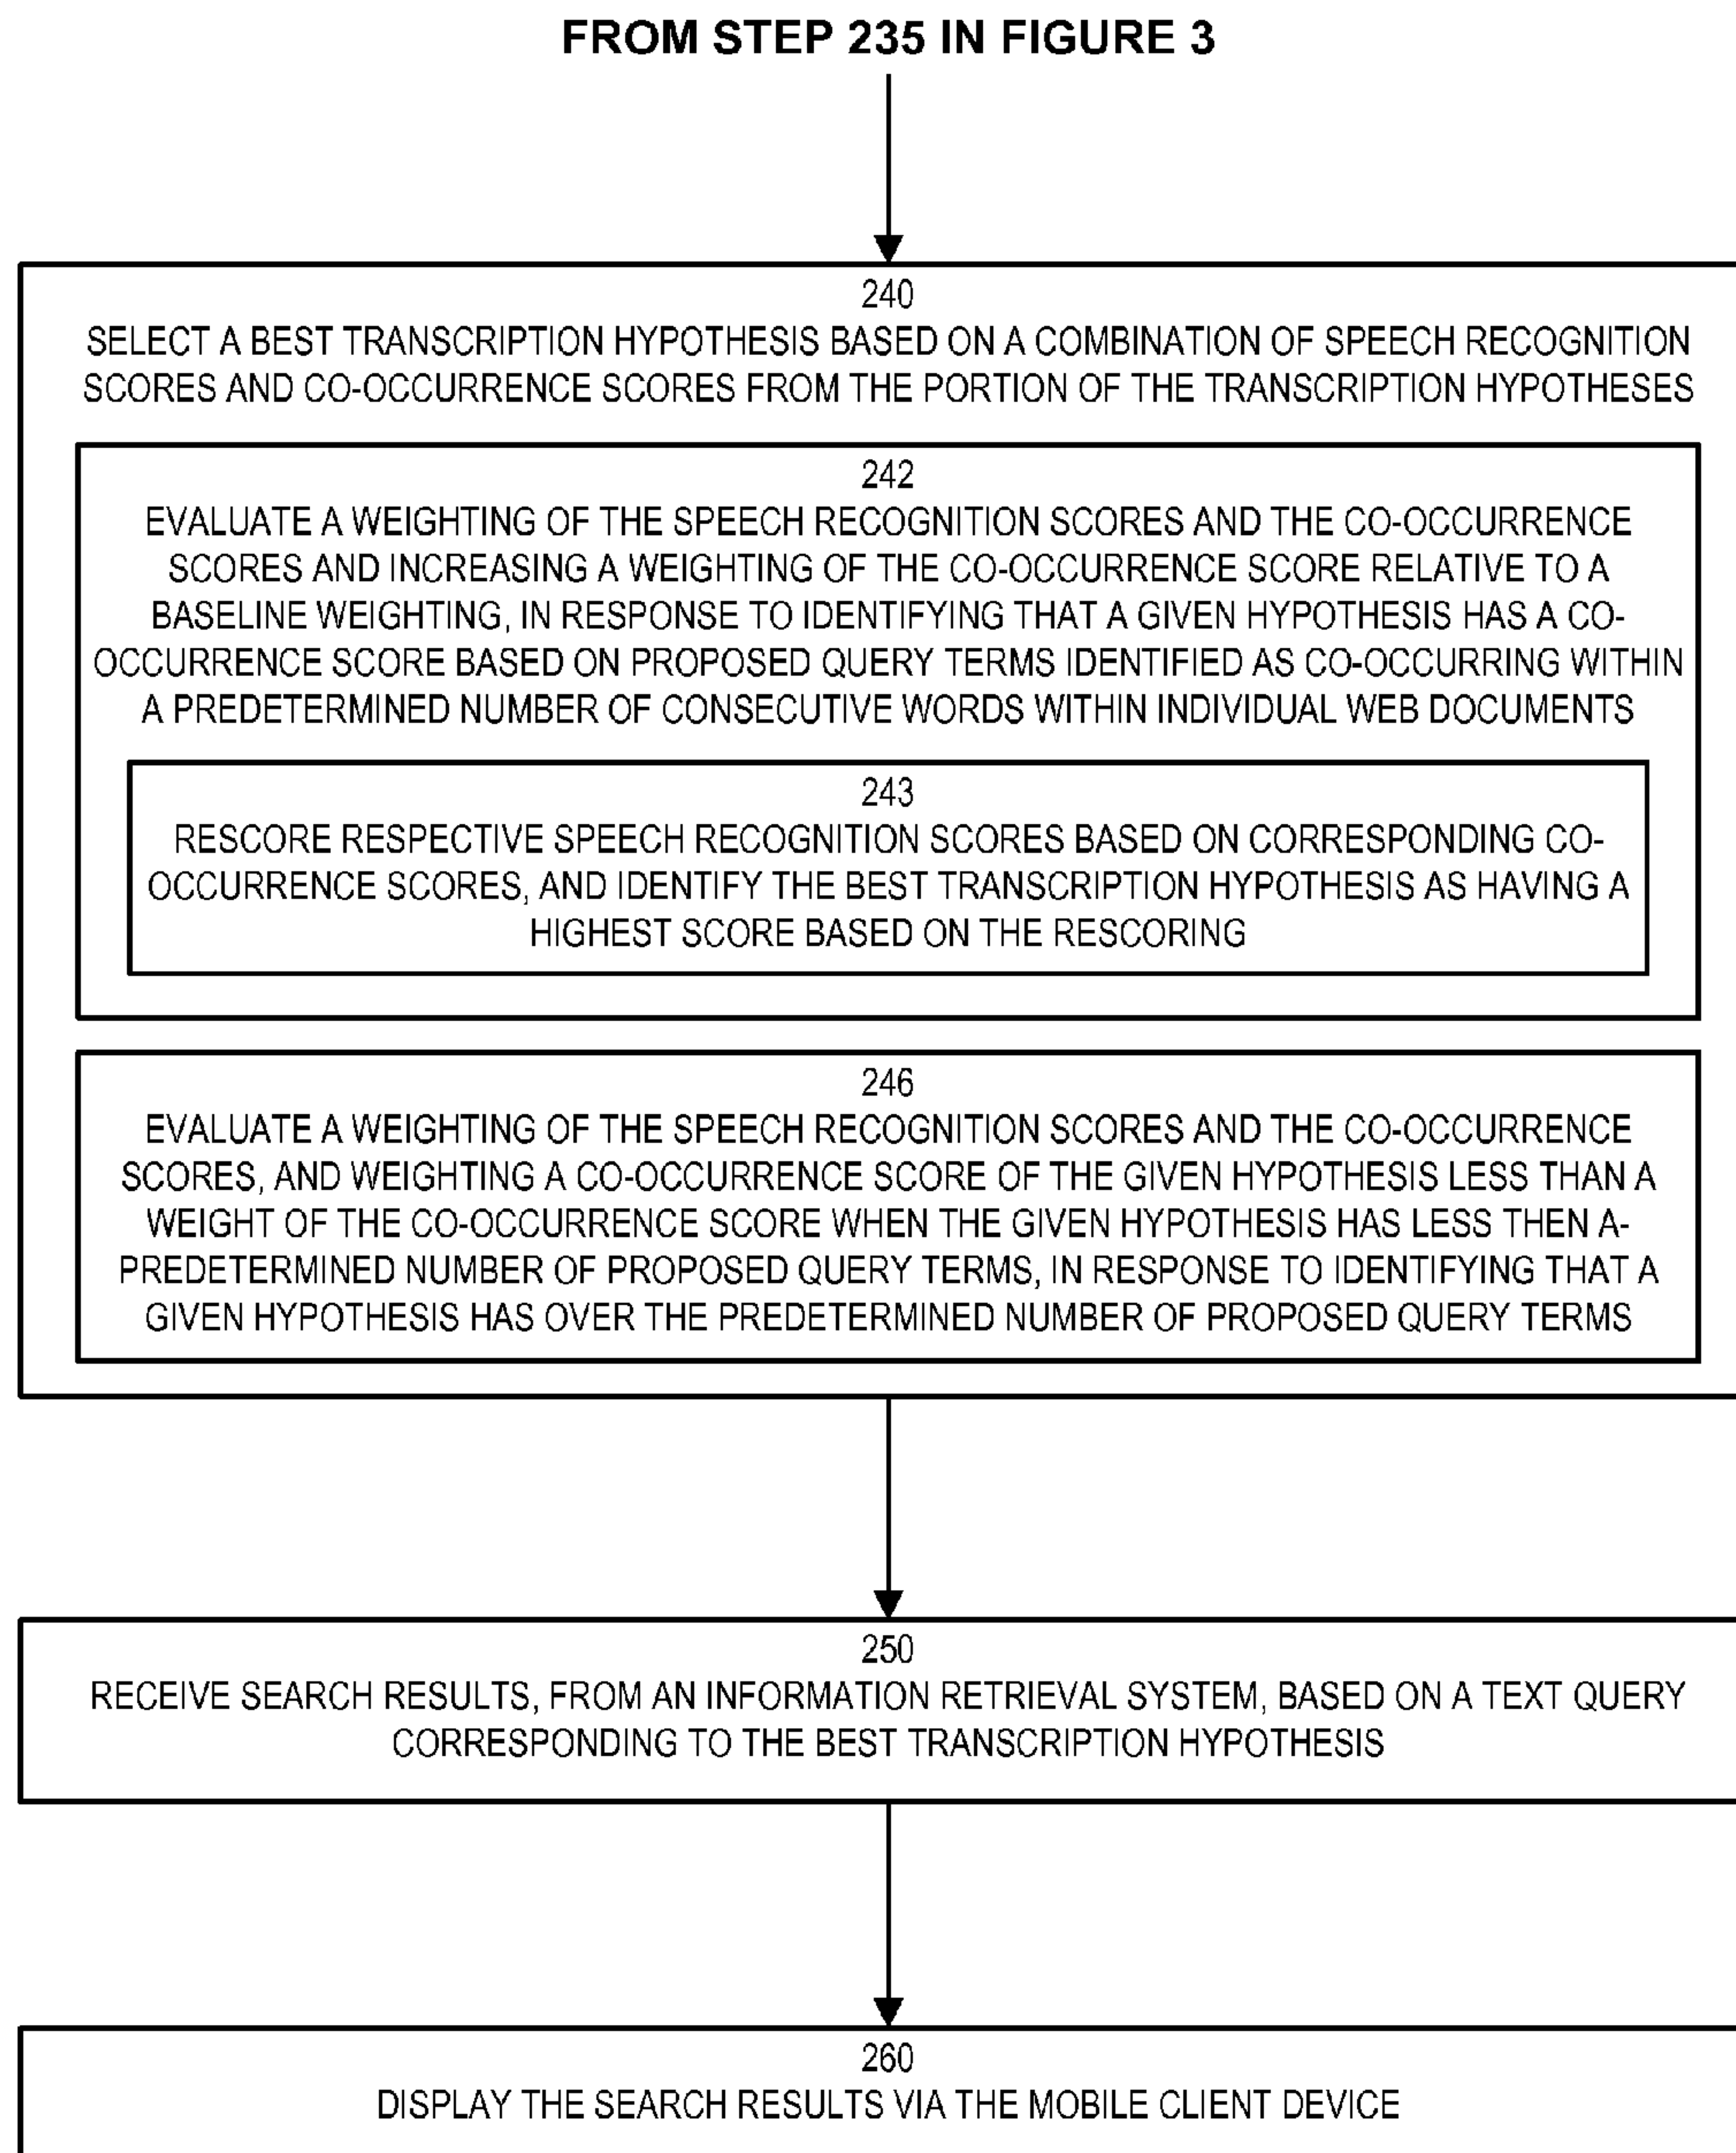 FROM STEP 235 IN FIGURE 3
240
SELECT A BEST TRANSCRIPTION HYPOTHESIS BASED ON A COMBINATION OF SPEECH RECOGNITION
SCORES AND CO-OCCURRENCE SCORES FROM THE PORTION OF THE TRANSCRIPTION HYPOTHESES
242
EVALUATE A WEIGHTING OF THE SPEECH RECOGNITION SCORES AND THE CO-OCCURRENCE
SCORES AND INCREASING A WEIGHTING OF THE CO-OCCURRENCE SCORE RELATIVE TO A
BASELINE WEIGHTING, IN RESPONSE TO IDENTIFYING THAT A GIVEN HYPOTHESIS HAS A CO-
OCCURRENCE SCORE BASED ON PROPOSED QUERY TERMS IDENTIFIED AS CO-OCCURRING WITHIN
A PREDETERMINED NUMBER OF CONSECUTIVE WORDS WITHIN INDIVIDUAL WEB DOCUMENTS
243
RESCORE RESPECTIVE SPEECH RECOGNITION SCORES BASED ON CORRESPONDING CO-
OCCURRENCE SCORES, AND IDENTIFY THE BEST TRANSCRIPTION HYPOTHESIS AS HAVING A
HIGHEST SCORE BASED ON THE RESCORING
246
EVALUATE A WEIGHTING OF THE SPEECH RECOGNITION SCORES AND THE CO-OCCURRENCE
SCORES, AND WEIGHTING A CO-OCCURRENCE SCORE OF THE GIVEN HYPOTHESIS LESS THAN A
WEIGHT OF THE CO-OCCURRENCE SCORE WHEN THE GIVEN HYPOTHESIS HAS LESS THEN A-
PREDETERMINED NUMBER OF PROPOSED QUERY TERMS, IN RESPONSE TO IDENTIFYING THAT A
GIVEN HYPOTHESIS HAS OVER THE PREDETERMINED NUMBER OF PROPOSED QUERY TERMS
250
RECEIVE SEARCH RESULTS, FROM AN INFORMATION RETRIEVAL SYSTEM, BASED ON A TEXT QUERY
CORRESPONDING TO THE BEST TRANSCRIPTION HYPOTHESIS
260
DISPLAY THE SEARCH RESULTS VIA THE MOBILE CLIENT DEVICE